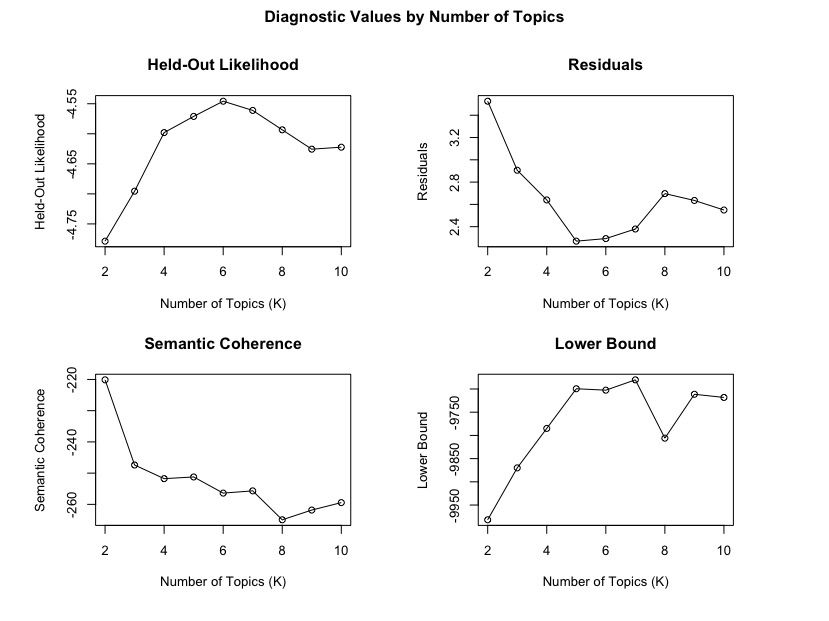 Diagnostic Values by Number of Topics
Held-Out Likelihood
Held-Out Likelihood
-4.55
-4.65
-4.75
2 4 6 8 10
Number of Topics (K)
Residuals
Residuals
3.2
2.8
2.4
2 4 6 8 10
Number of Topics (K)
Semantic Coherence
Semantic Coherence
-220
-240
-260
2 4 6 8 10
Number of Topics (K)
Lower Bound
Lower Bound
-9750
-9850
-9950
2 4 6 8 10
Number of Topics (K)